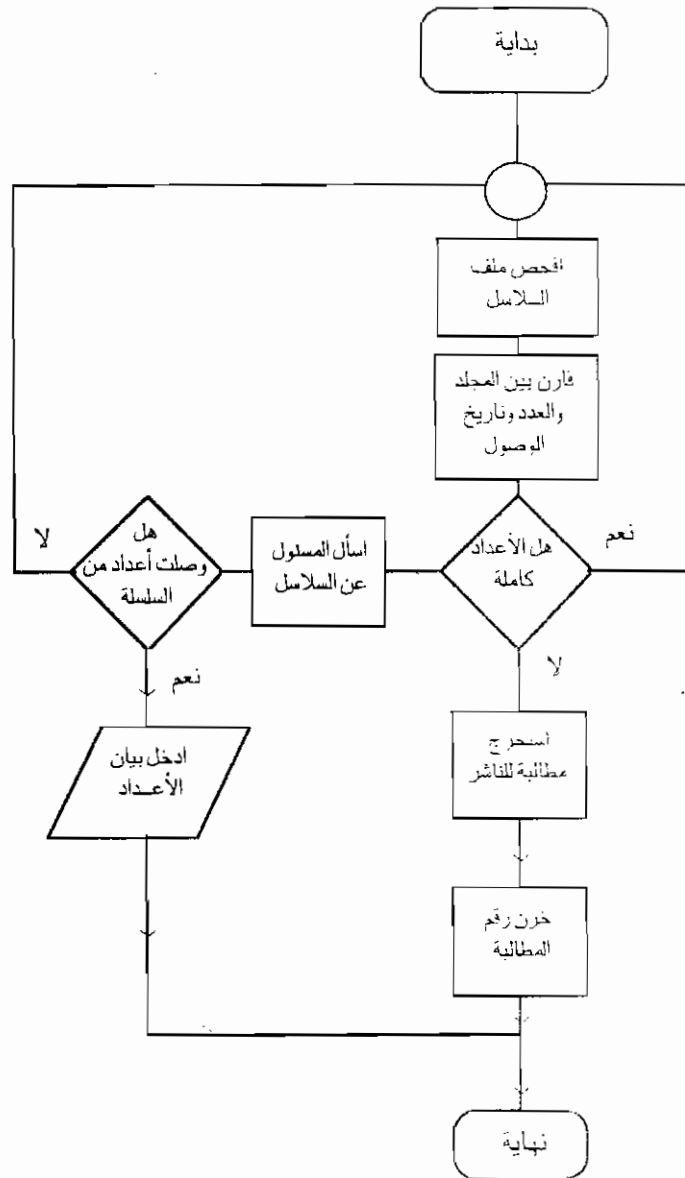 بداية
افحص ملف
السلاسل
قارن بين المجلد
والعدد وتاريخ
الوصول
هل الأعداد
كاملة
نعم
لا
اسأل المسئول
عن السلاسل
هل
وصلت أعداد من
السلسلة
لا
نعم
ادخل بيان
الأعداد
استخرج
مطالبة للناشر
خزن رقم
المطالبة
نهاية